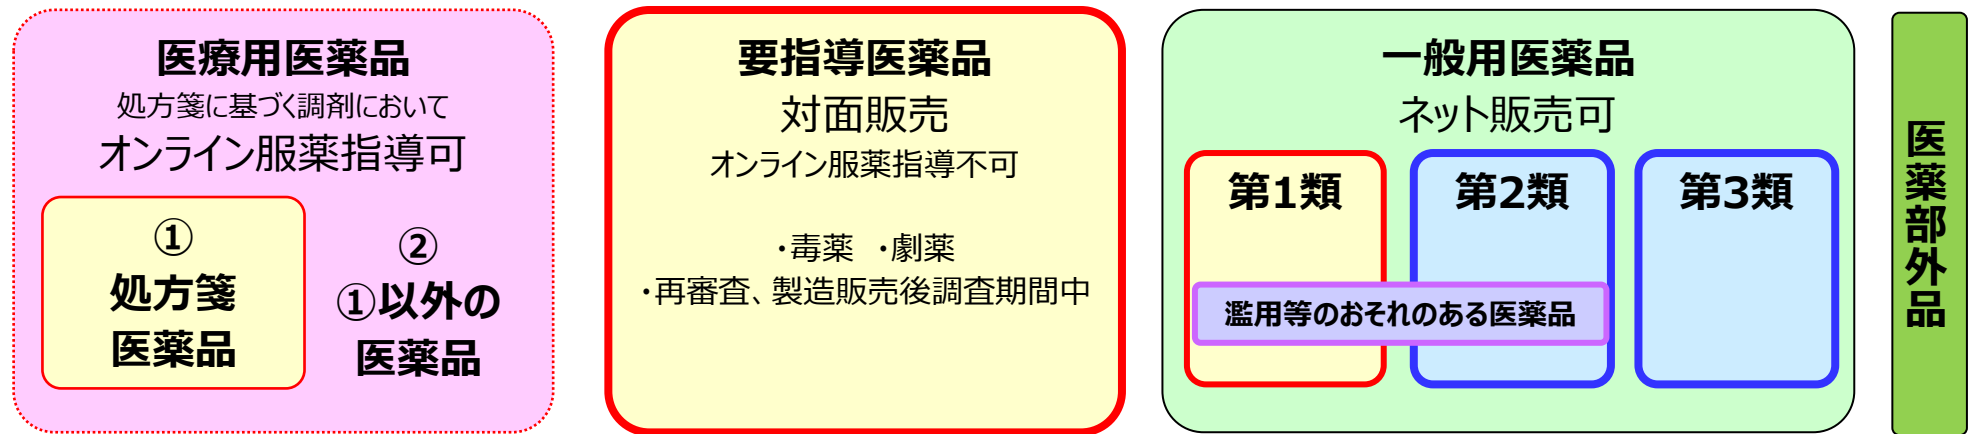 医療用医薬品
処方箋に基づく調剤において
オンライン服薬指導可
①
処方箋
医薬品
②
①以外の
医薬品
要指導医薬品
対面販売
オンライン服薬指導不可
・毒薬　・劇薬
・再審査、製造販売後調査期間中
一般用医薬品
ネット販売可
第1類
第2類
第3類
濫用等のおそれのある医薬品
医薬部外品